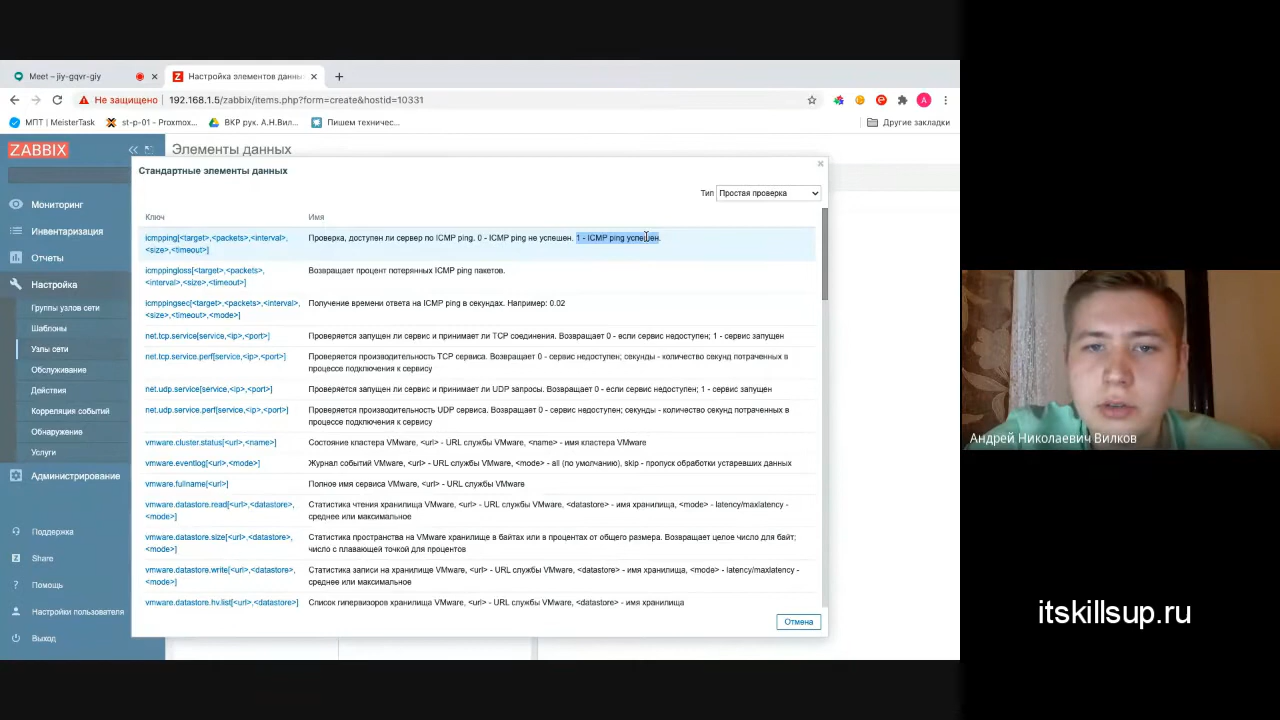 Meet – jiy-gqvr-giy
Настройка элементов данны
Не защищено
192.168.1.5/zabbix/items.php?form=create&hostid=10331
МПТ | MeisterTask
st-p-01 – Proxmox...
ВКР рук. А.Н.Вил...
Пишем техничес...
Другие закладки
ZABBIX
Элементы данных
Стандартные элементы данных
Тип
Простая проверка
Мониторинг
Инвентаризация
Отчеты
Настройка
Группы узлов сети
Шаблоны
Узлы сети
Обслуживание
Действия
Корреляция событий
Обнаружение
Услуги
Администрирование
Поддержка
Share
Помощь
Настройки пользователя
Выход
Ключ
Имя
icmpping[<target>,<packets>,<interval>,
<size>,<timeout>]
Проверка, доступен ли сервер по ICMP ping. 0 - ICMP ping не успешен. 1 - ICMP ping успешен.
icmppingloss[<target>,<packets>,
<interval>,<size>,<timeout>]
Возвращает процент потерянных ICMP ping пакетов.
icmppingsec[<target>,<packets>,<interval>,
<size>,<timeout>,<mode>]
Получение времени ответа на ICMP ping в секундах. Например: 0.02
net.tcp.service[service,<ip>,<port>]
Проверяется запущен ли сервис и принимает ли TCP соединения. Возвращает 0 - если сервис недоступен; 1 - сервис запущен
net.tcp.service.perf[service,<ip>,<port>]
Проверяется производительность TCP сервиса. Возвращает 0 - сервис недоступен; секунды - количество секунд потраченных в
процессе подключения к сервису
net.udp.service[service,<ip>,<port>]
Проверяется запущен ли сервис и принимает ли UDP запросы. Возвращает 0 - если сервис недоступен; 1 - сервис запущен
net.udp.service.perf[service,<ip>,<port>]
Проверяется производительность UDP сервиса. Возвращает 0 - сервис недоступен; секунды - количество секунд потраченных в
процессе подключения к сервису
vmware.cluster.status[<url>,<name>]
Состояние кластера VMware, <url> - URL службы VMware, <name> - имя кластера VMware
vmware.eventlog[<url>,<mode>]
Журнал событий VMware, <url> - URL службы VMware, <mode> - all (по умолчанию), skip - пропуск обработки устаревших данных
vmware.fullname[<url>]
Полное имя сервиса VMware, <url> - URL службы VMware
vmware.datastore.read[<url>,<datastore>,
<mode>]
Статистика чтения хранилища VMware, <url> - URL службы VMware, <datastore> - имя хранилища, <mode> - latency/maxlatency -
среднее или максимальное
vmware.datastore.size[<url>,<datastore>,
<mode>]
Статистика пространства на VMware хранилище в байтах или в процентах от общего размера. Возвращает целое число для байт;
число с плавающей точкой для процентов
vmware.datastore.write[<url>,<datastore>,
<mode>]
Статистика записи на хранилище VMware, <url> - URL службы VMware, <datastore> - имя хранилища, <mode> - latency/maxlatency -
среднее или максимальное
vmware.datastore.hv.list[<url>,<datastore>]
Список гипервизоров хранилища VMware, <url> - URL службы VMware, <datastore> - имя хранилища
Отмена
Андрей Николаевич Вилков
itskillsup.ru